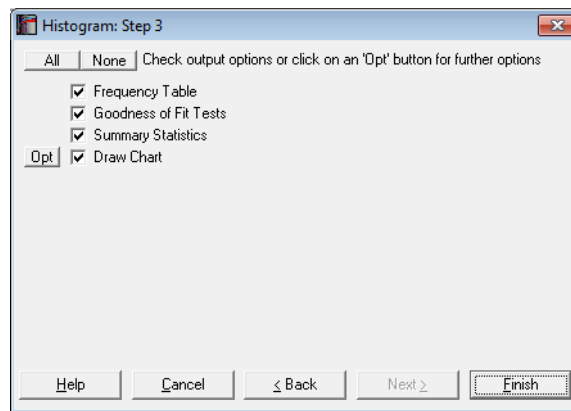 Histogram: Step 3
All None Check output options or click on an 'Opt' button for further options
Frequency Table
Goodness of Fit Tests
Summary Statistics
Opt Draw Chart
Help Cancel < Back Next > Finish